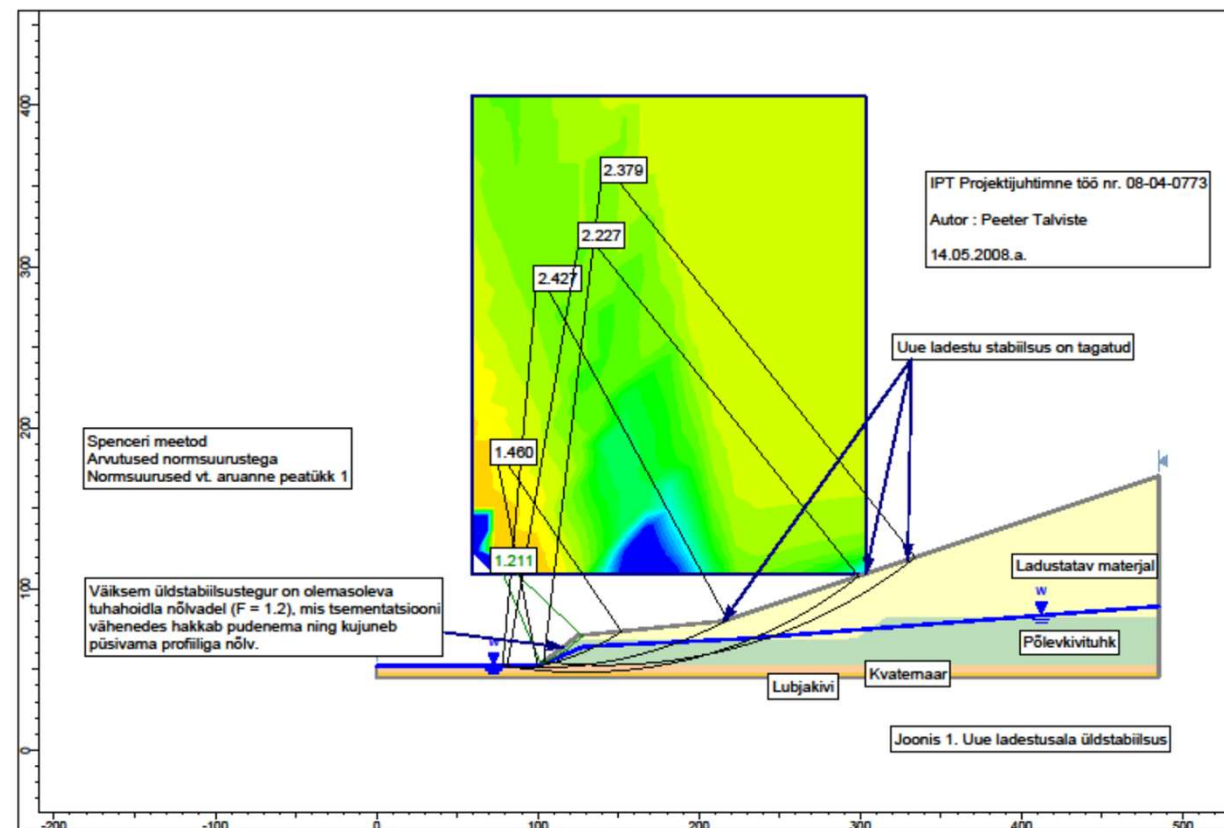 400
300
200
100
0
-200
-100
0
100
200
300
400
500
2.379
2.227
2.427
1.460
1.211
IPT Projektijuhtimne töö nr. 08-04-0773
Autor : Peeter Talviste
14.05.2008.a.
Uue ladestu stabiilsus on tagatud
Spenceri meetod
Arvutused normsuurustega
Normsuurused vt. aruanne peatükk 1
Väiksem üldstabiilsustegur on olemasoleva
tuhahoidla nõlvadel (F = 1.2), mis tsementatsiooni
vähenedes hakkab pudenema ning kujuneb
püsivama profiiliga nõlv.
W
Ladustatav materjal
W
Põlevkivituhk
Kvaternaar
Lubjakivi
Joonis 1. Uue ladestusala üldstabiilsus